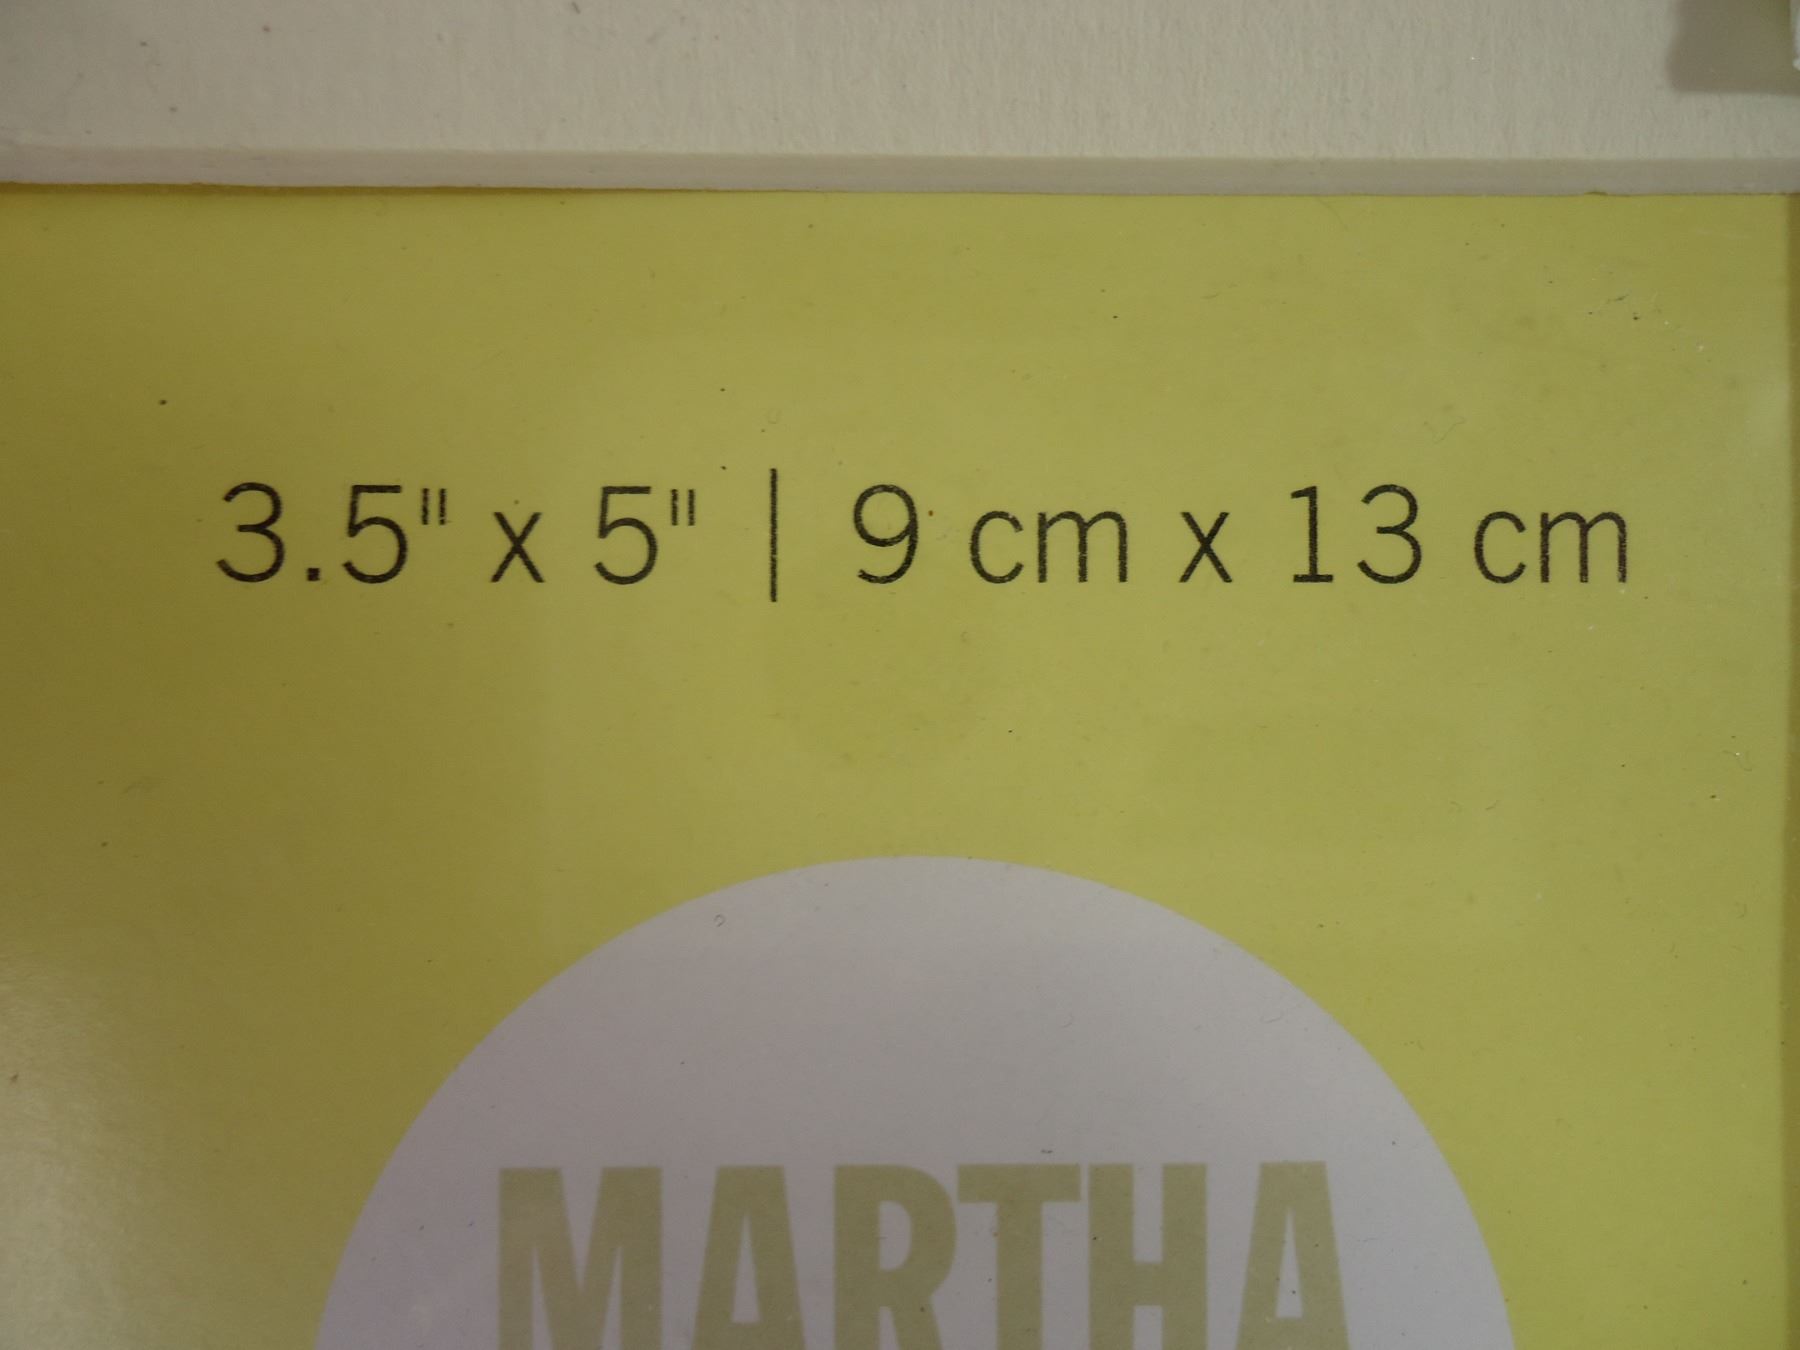 3.5" x 5" | 9 cm x 13 cm
MARTHA